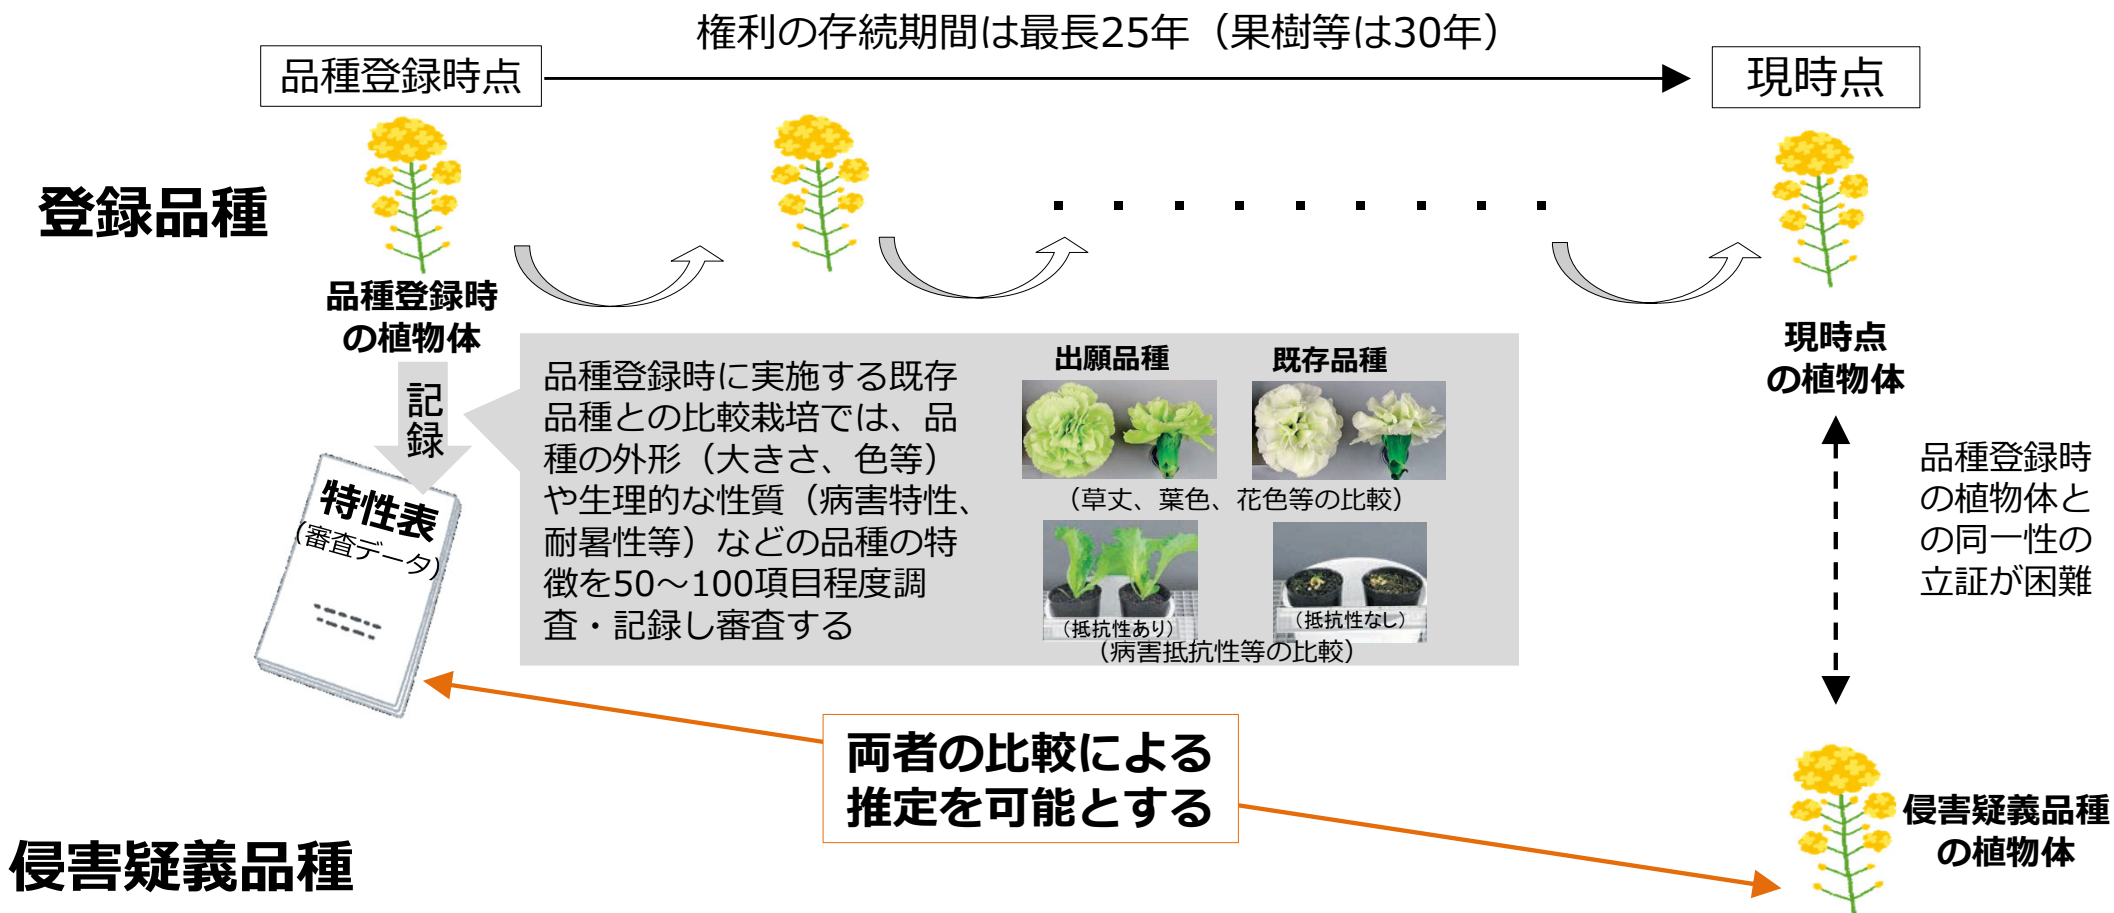 権利の存続期間は最長25年（果樹等は30年）
品種登録時点
現時点
登録品種
品種登録時
の植物体
現時点
の植物体
記録
特性表
（審査データ）
品種登録時に実施する既存
品種との比較栽培では、品
種の外形（大きさ、色等）
や生理的な性質（病害特性、
耐暑性等）などの品種の特
徴を50～100項目程度調
査・記録し審査する
出願品種
既存品種
（草丈、葉色、花色等の比較）
（抵抗性あり）
（抵抗性なし）
（病害抵抗性等の比較）
品種登録時
の植物体と
の同一性の
立証が困難
両者の比較による
推定を可能とする
侵害疑義品種
の植物体
侵害疑義品種